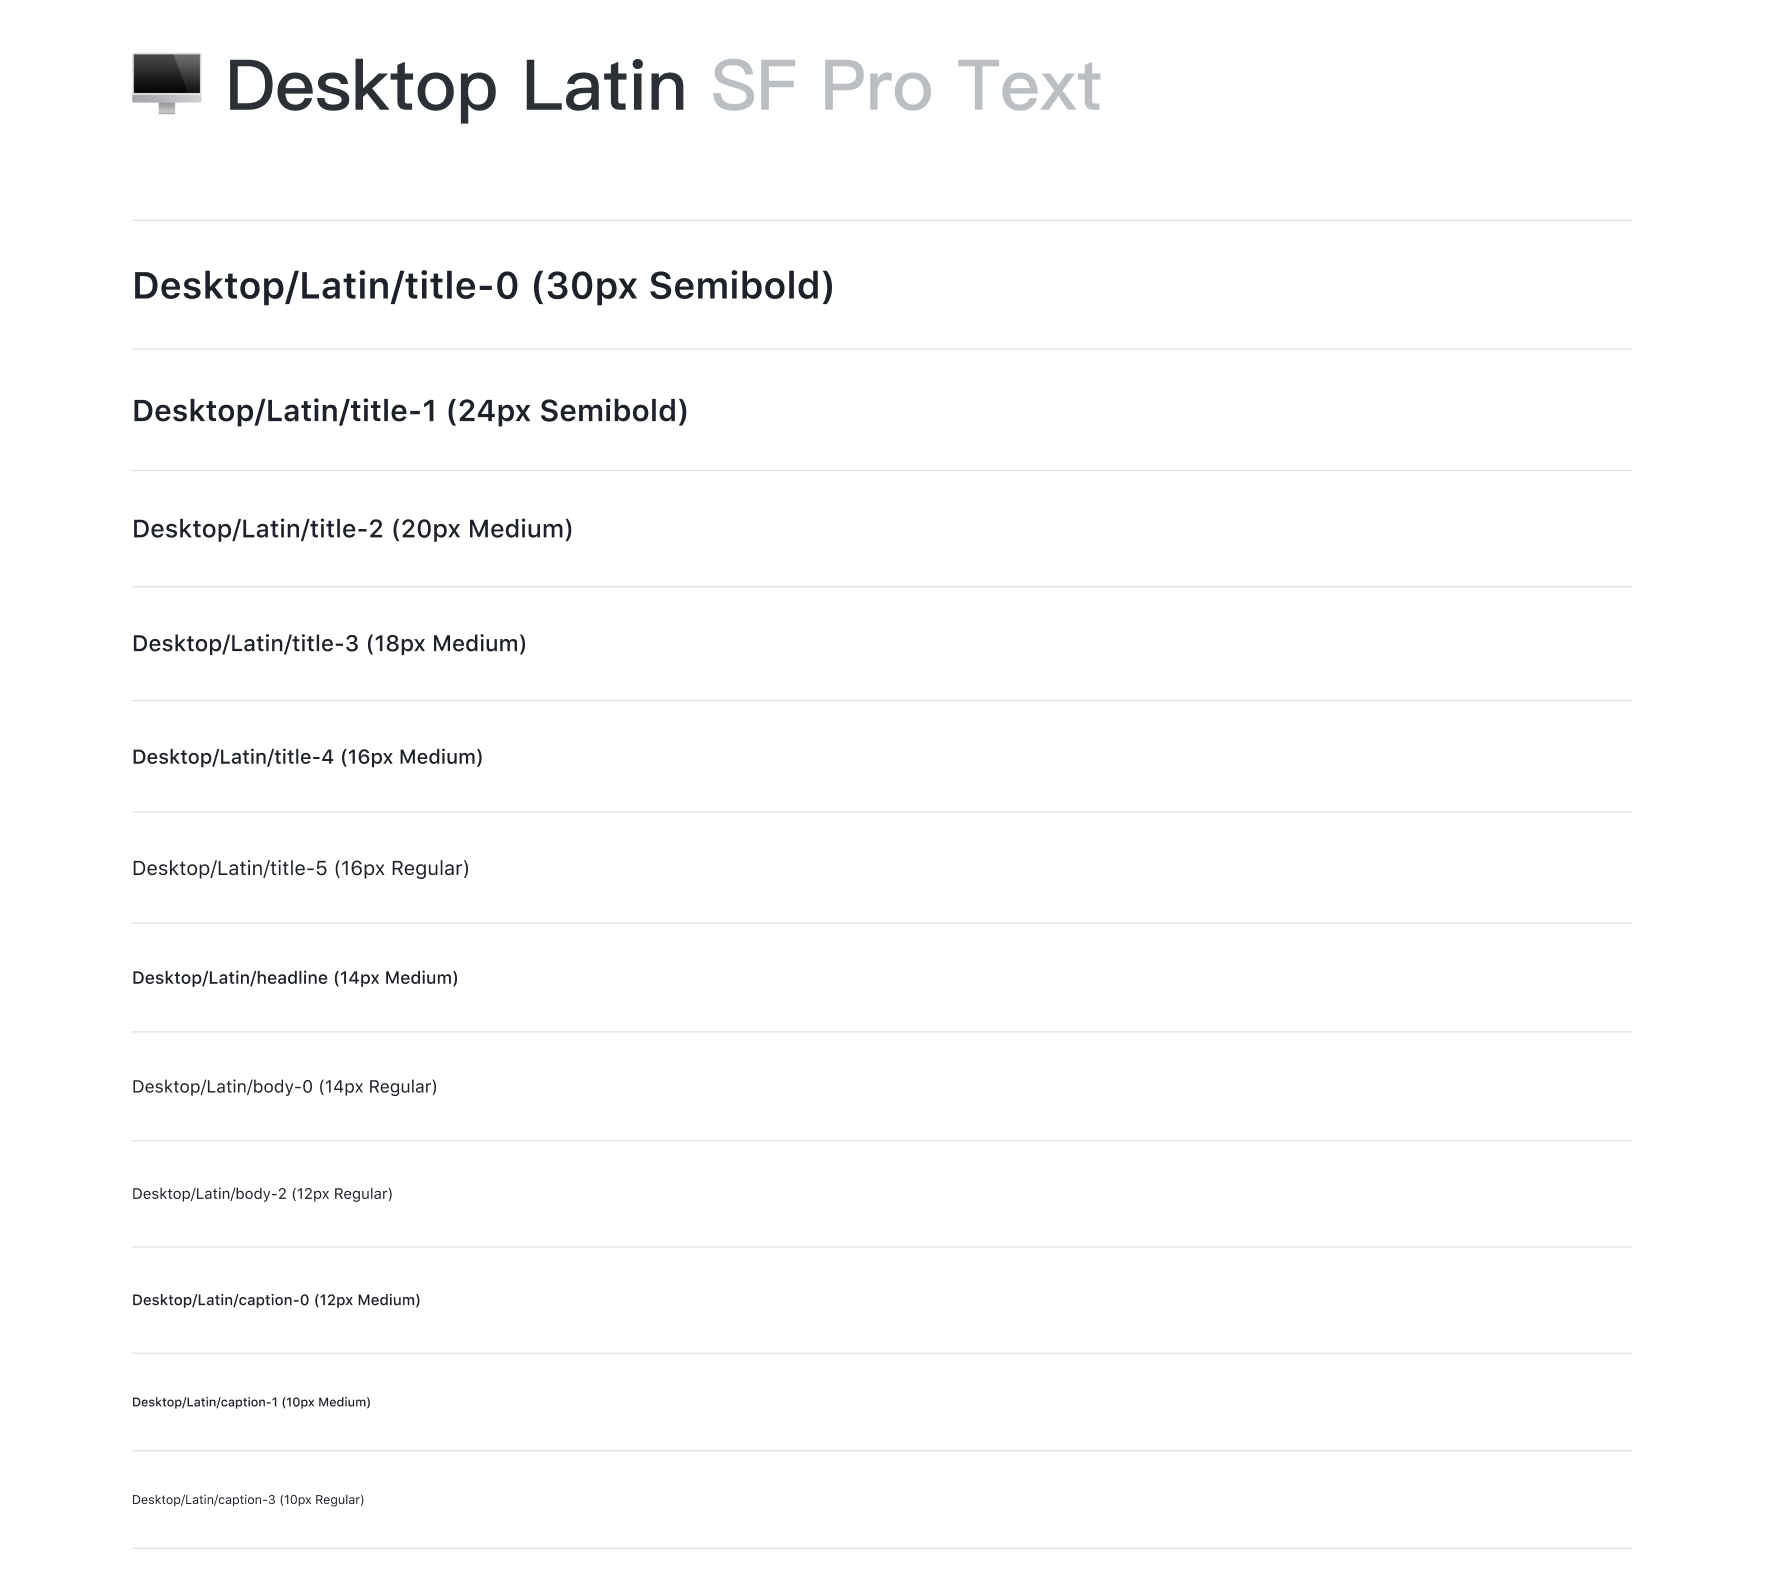 Desktop Latin SF Pro Text
Desktop/Latin/title-0 (30px Semibold)
Desktop/Latin/title-1 (24px Semibold)
Desktop/Latin/title-2 (20px Medium)
Desktop/Latin/title-3 (18px Medium)
Desktop/Latin/title-4 (16px Medium)
Desktop/Latin/title-5 (16px Regular)
Desktop/Latin/headline (14px Medium)
Desktop/Latin/body-0 (14px Regular)
Desktop/Latin/body-2 (12px Regular)
Desktop/Latin/caption-0 (12px Medium)
Desktop/Latin/caption-1 (10px Medium)
Desktop/Latin/caption-3 (10px Regular)